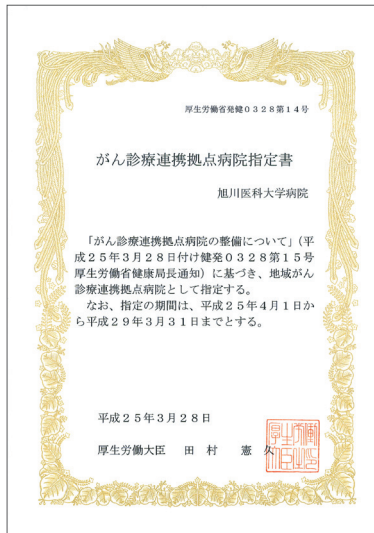 厚生労働省発健0328第14号
がん診療連携拠点病院指定書
旭川医科大学病院
「がん診療連携拠点病院の整備について」(平
成25年3月28日付け健発0328第15号
厚生労働省健康局長通知)に基づき、地域がん
診療連携拠点病院として指定する。
なお、指定の期間は、平成25年4月1日か
ら平成29年3月31日までとする。
平成25年3月28日
厚生労働大臣 田村 憲久